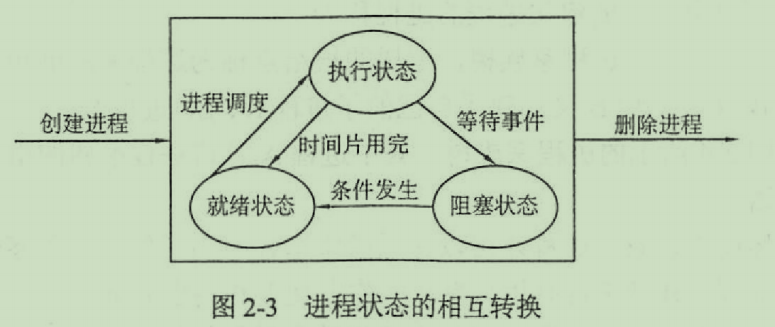 执行状态
进程调度
创建进程
等待事件
删除进程
时间片用完
条件发生
就绪状态
阻塞状态
图 2-3 进程状态的相互转换